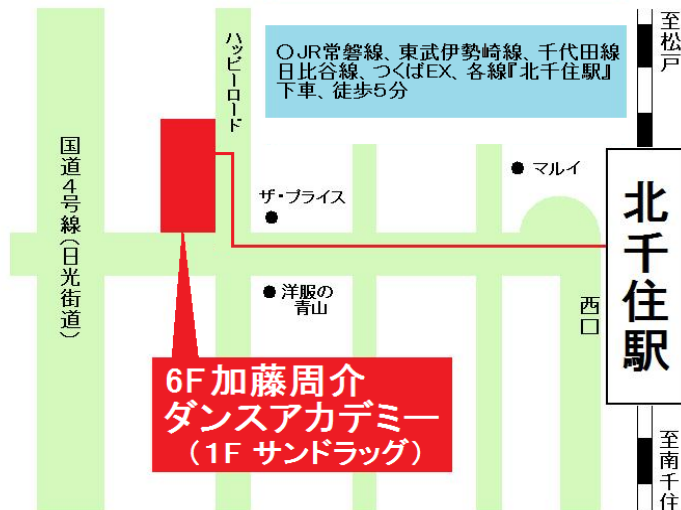 〇JR常磐線、東武伊勢崎線、千代田線
日比谷線、つくばEX、各線『北千住駅』
下車、徒歩5分
至松戸
ハッピーロード
国道4号線(日光街道)
マルイ
ザ・プライス
北千住駅
洋服の
青山
西口
6F加藤周介
ダンスアカデミー
(1F サンドラッグ)
至南千住